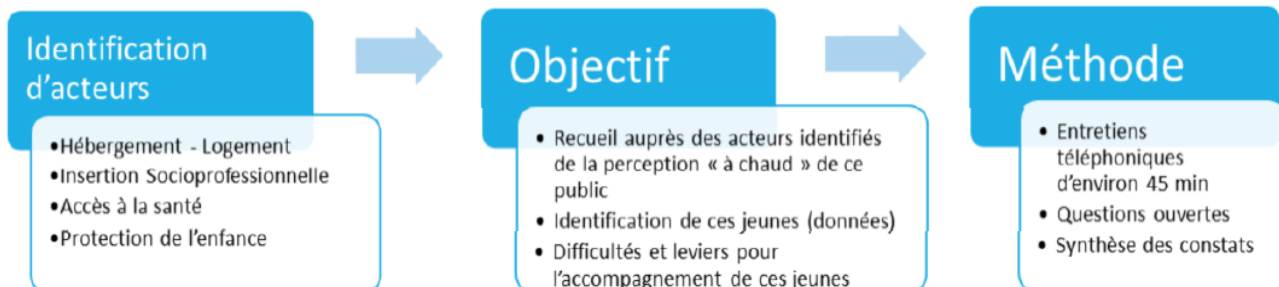 Identification
d'acteurs
•Hébergement - Logement
•Insertion Socioprofessionnelle
•Accès à la santé
•Protection de l'enfance
Objectif
• Recueil auprès des acteurs identifiés
de la perception « à chaud » de ce
public
• Identification de ces jeunes (données)
• Difficultés et leviers pour
l'accompagnement de ces jeunes
Méthode
• Entretiens
téléphoniques
d'environ 45 min
• Questions ouvertes
• Synthèse des constats